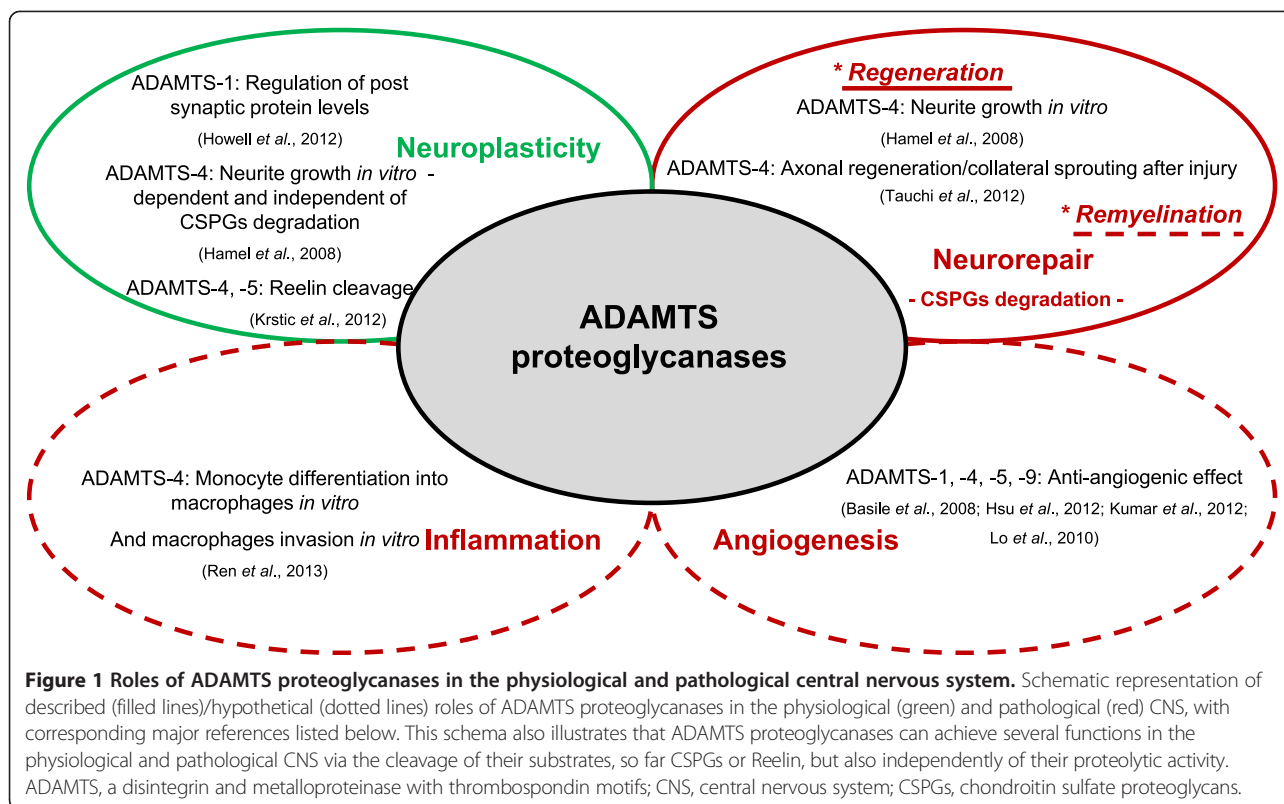 ADAMTS-1: Regulation of post
synaptic protein levels
(Howell et al., 2012)
Neuroplasticity
ADAMTS-4: Neurite growth in vitro -
dependent and independent of
CSPGs degradation
(Hamel et al., 2008)
ADAMTS-4, -5: Reelin cleavage
(Krstic et al., 2012)
* Regeneration
ADAMTS-4: Neurite growth in vitro
(Hamel et al., 2008)
ADAMTS-4: Axonal regeneration/collateral sprouting after injury
(Tauchi et al., 2012)
* Remyelination
Neurorepair
- CSPGs degradation -
ADAMTS
proteoglycanases
ADAMTS-4: Monocyte differentiation into
macrophages in vitro
And macrophages invasion in vitro
(Ren et al., 2013)
Inflammation
Angiogenesis
ADAMTS-1, -4, -5, -9: Anti-angiogenic effect
(Basile et al., 2008; Hsu et al., 2012; Kumar et al., 2012;
Lo et al., 2010)
Figure 1 Roles of ADAMTS proteoglycanases in the physiological and pathological central nervous system. Schematic representation of
described (filled lines)/hypothetical (dotted lines) roles of ADAMTS proteoglycanases in the physiological (green) and pathological (red) CNS, with
corresponding major references listed below. This schema also illustrates that ADAMTS proteoglycanases can achieve several functions in the
physiological and pathological CNS via the cleavage of their substrates, so far CSPGs or Reelin, but also independently of their proteolytic activity.
ADAMTS, a disintegrin and metalloproteinase with thrombospondin motifs; CNS, central nervous system; CSPGs, chondroitin sulfate proteoglycans.